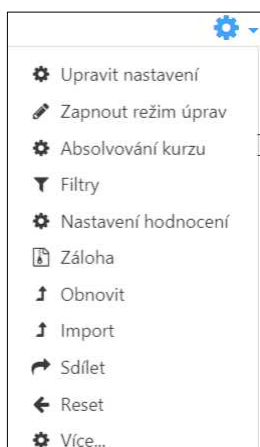 Upravit nastavení
Zapnout režim úprav
Absolvování kurzu
Filtry
Nastavení hodnocení
Záloha
Obnovit
Import
Sdílet
Reset
Více...